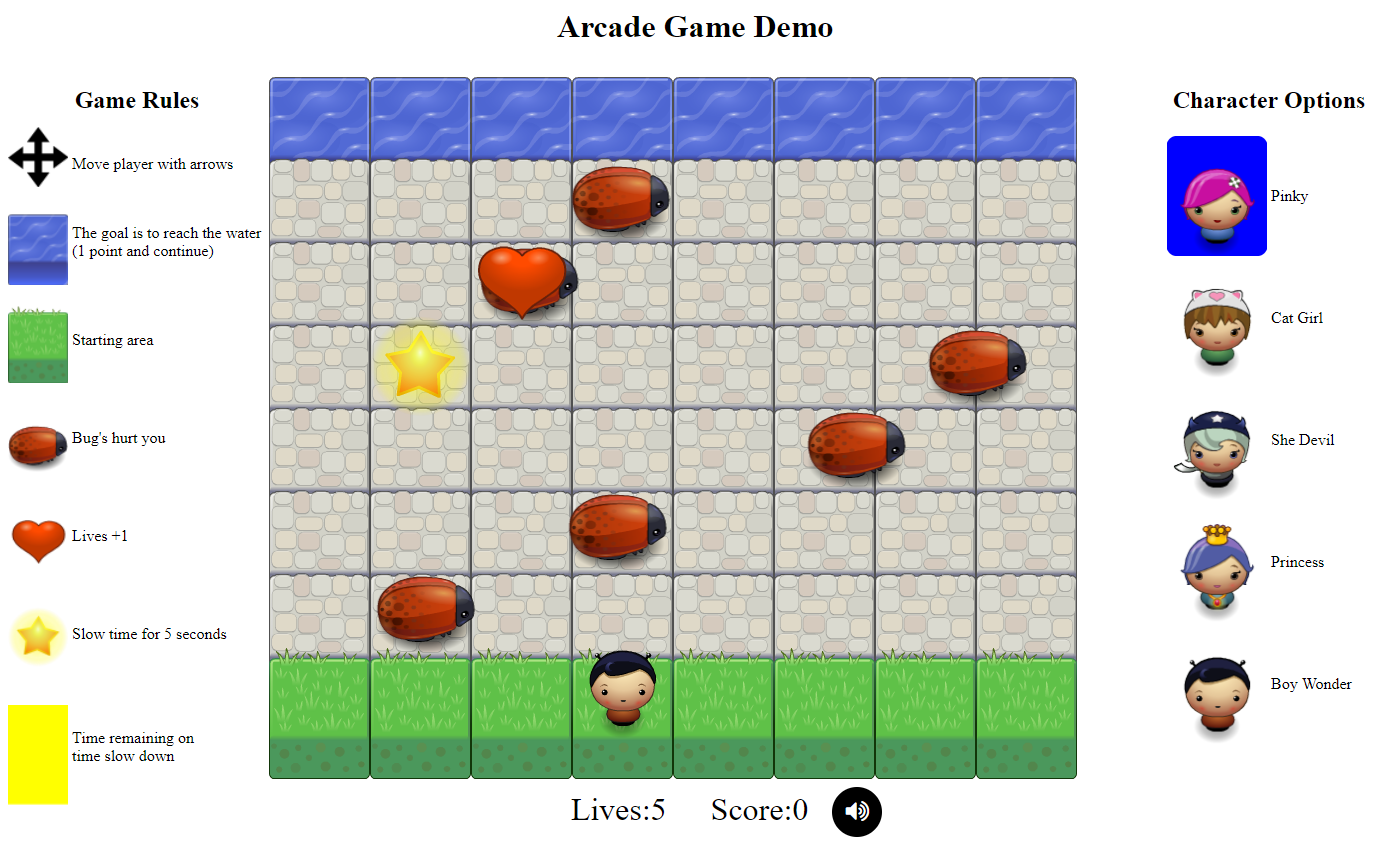 Arcade Game Demo
Game Rules
Move player with arrows
The goal is to reach the water
(1 point and continue)
Starting area
Bug's hurt you
Lives +1
Slow time for 5 seconds
Time remaining on
time slow down
Character Options
Pinky
Cat Girl
She Devil
Princess
Boy Wonder
Lives:5 Score:0